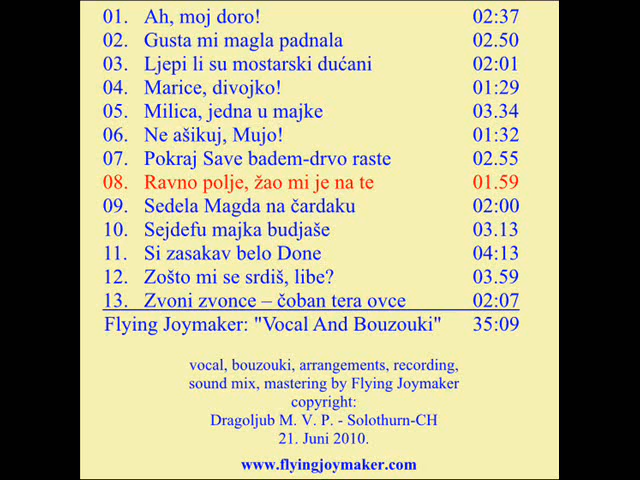 01. Ah, moj doro! 02:37
02. Gusta mi magla padnala 02.50
03. Ljepi li su mostarski dućani 02:01
04. Marice, divojko! 01:29
05. Milica, jedna u majke 03.34
06. Ne ašikuj, Mujo! 01:32
07. Pokraj Save badem-drvo raste 02.55
08. Ravno polje, žao mi je na te 01.59
09. Sedela Magda na čardaku 02:00
10. Sejdefu majka budjaše 03.13
11. Si zasakav belo Done 04:13
12. Zošto mi se srdiš, libe? 03.59
13. Zvoni zvonce – čoban tera ovce 02:07
Flying Joymaker: "Vocal And Bouzouki" 35:09
vocal, bouzouki, arrangements, recording,
sound mix, mastering by Flying Joymaker
copyright:
Dragoljub M. V. P. - Solothurn-CH
21. Juni 2010.
www.flyingjoymaker.com